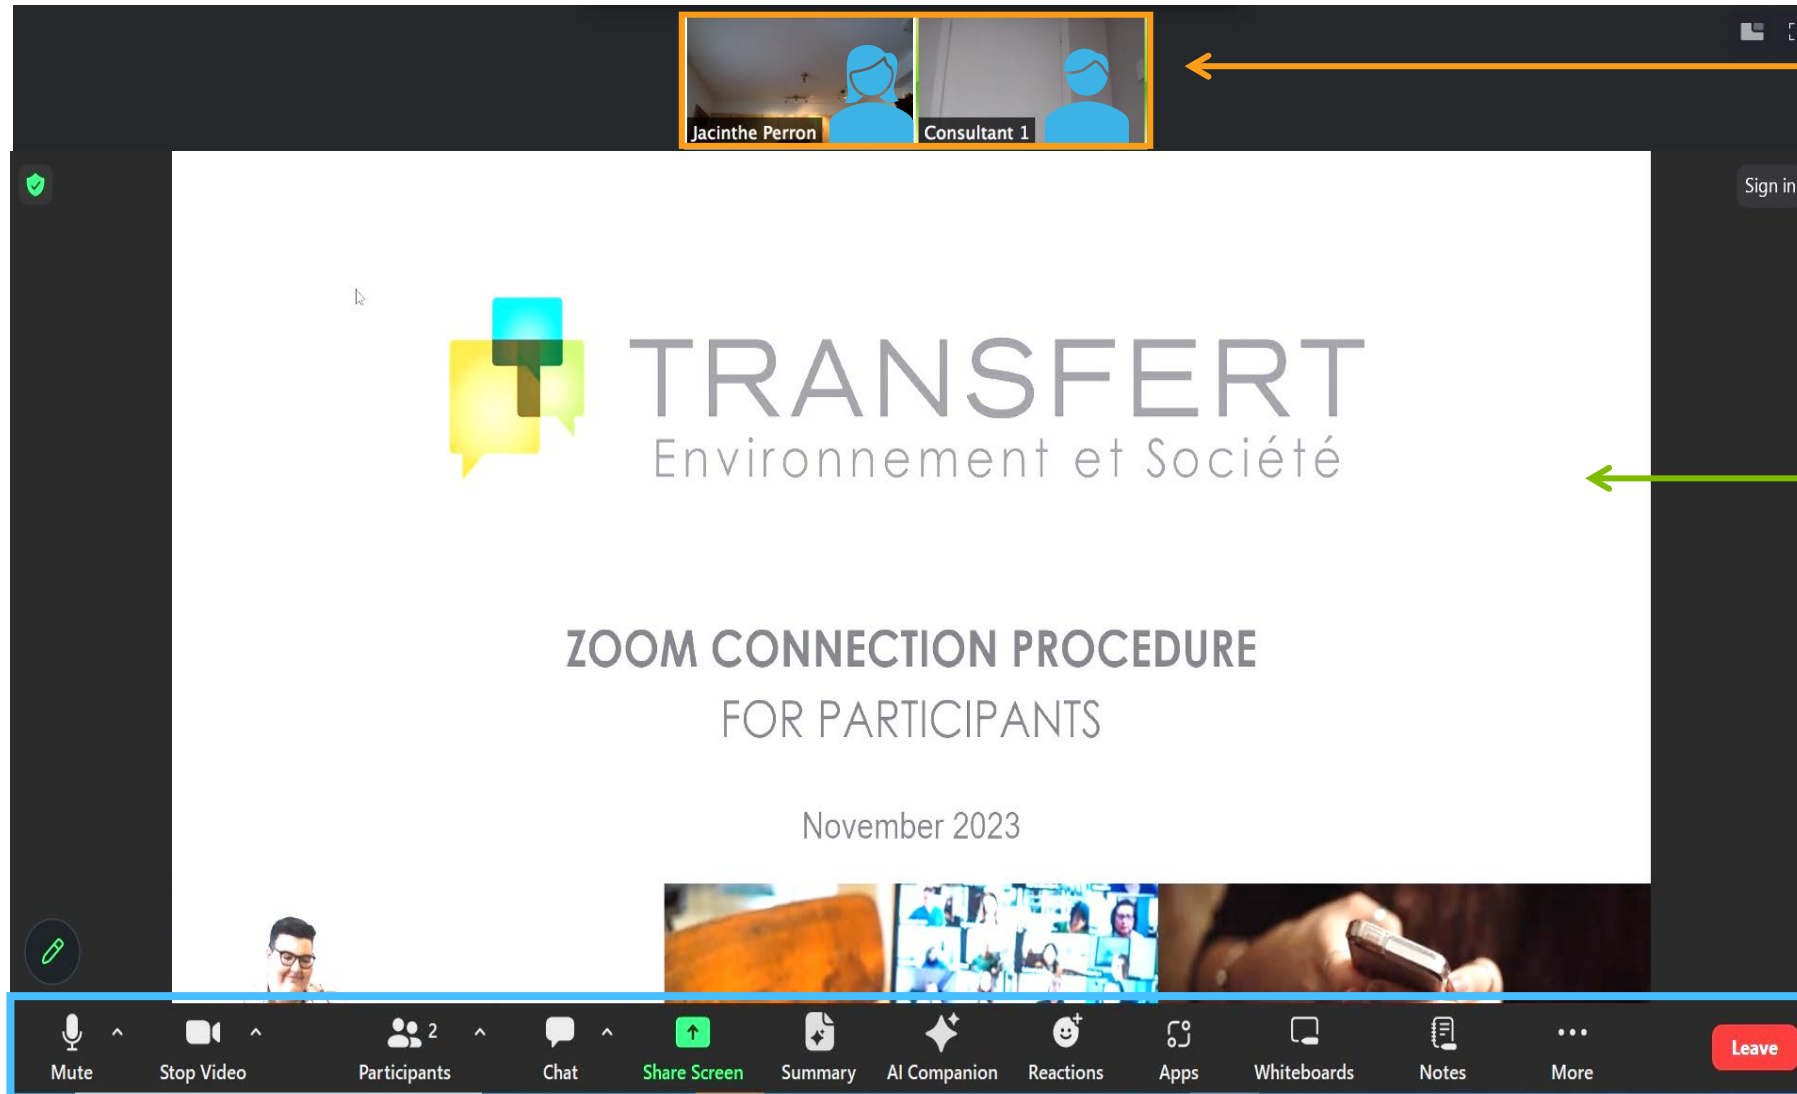 Jacinthe Perron
Consultant 1
Sign in
TRANSFERT
Environnement et Société
ZOOM CONNECTION PROCEDURE
FOR PARTICIPANTS
November 2023
2
Mute
Stop Video
Participants
Chat
Share Screen
Summary
AI Companion
Reactions
Apps
Whiteboards
Notes
More
Leave